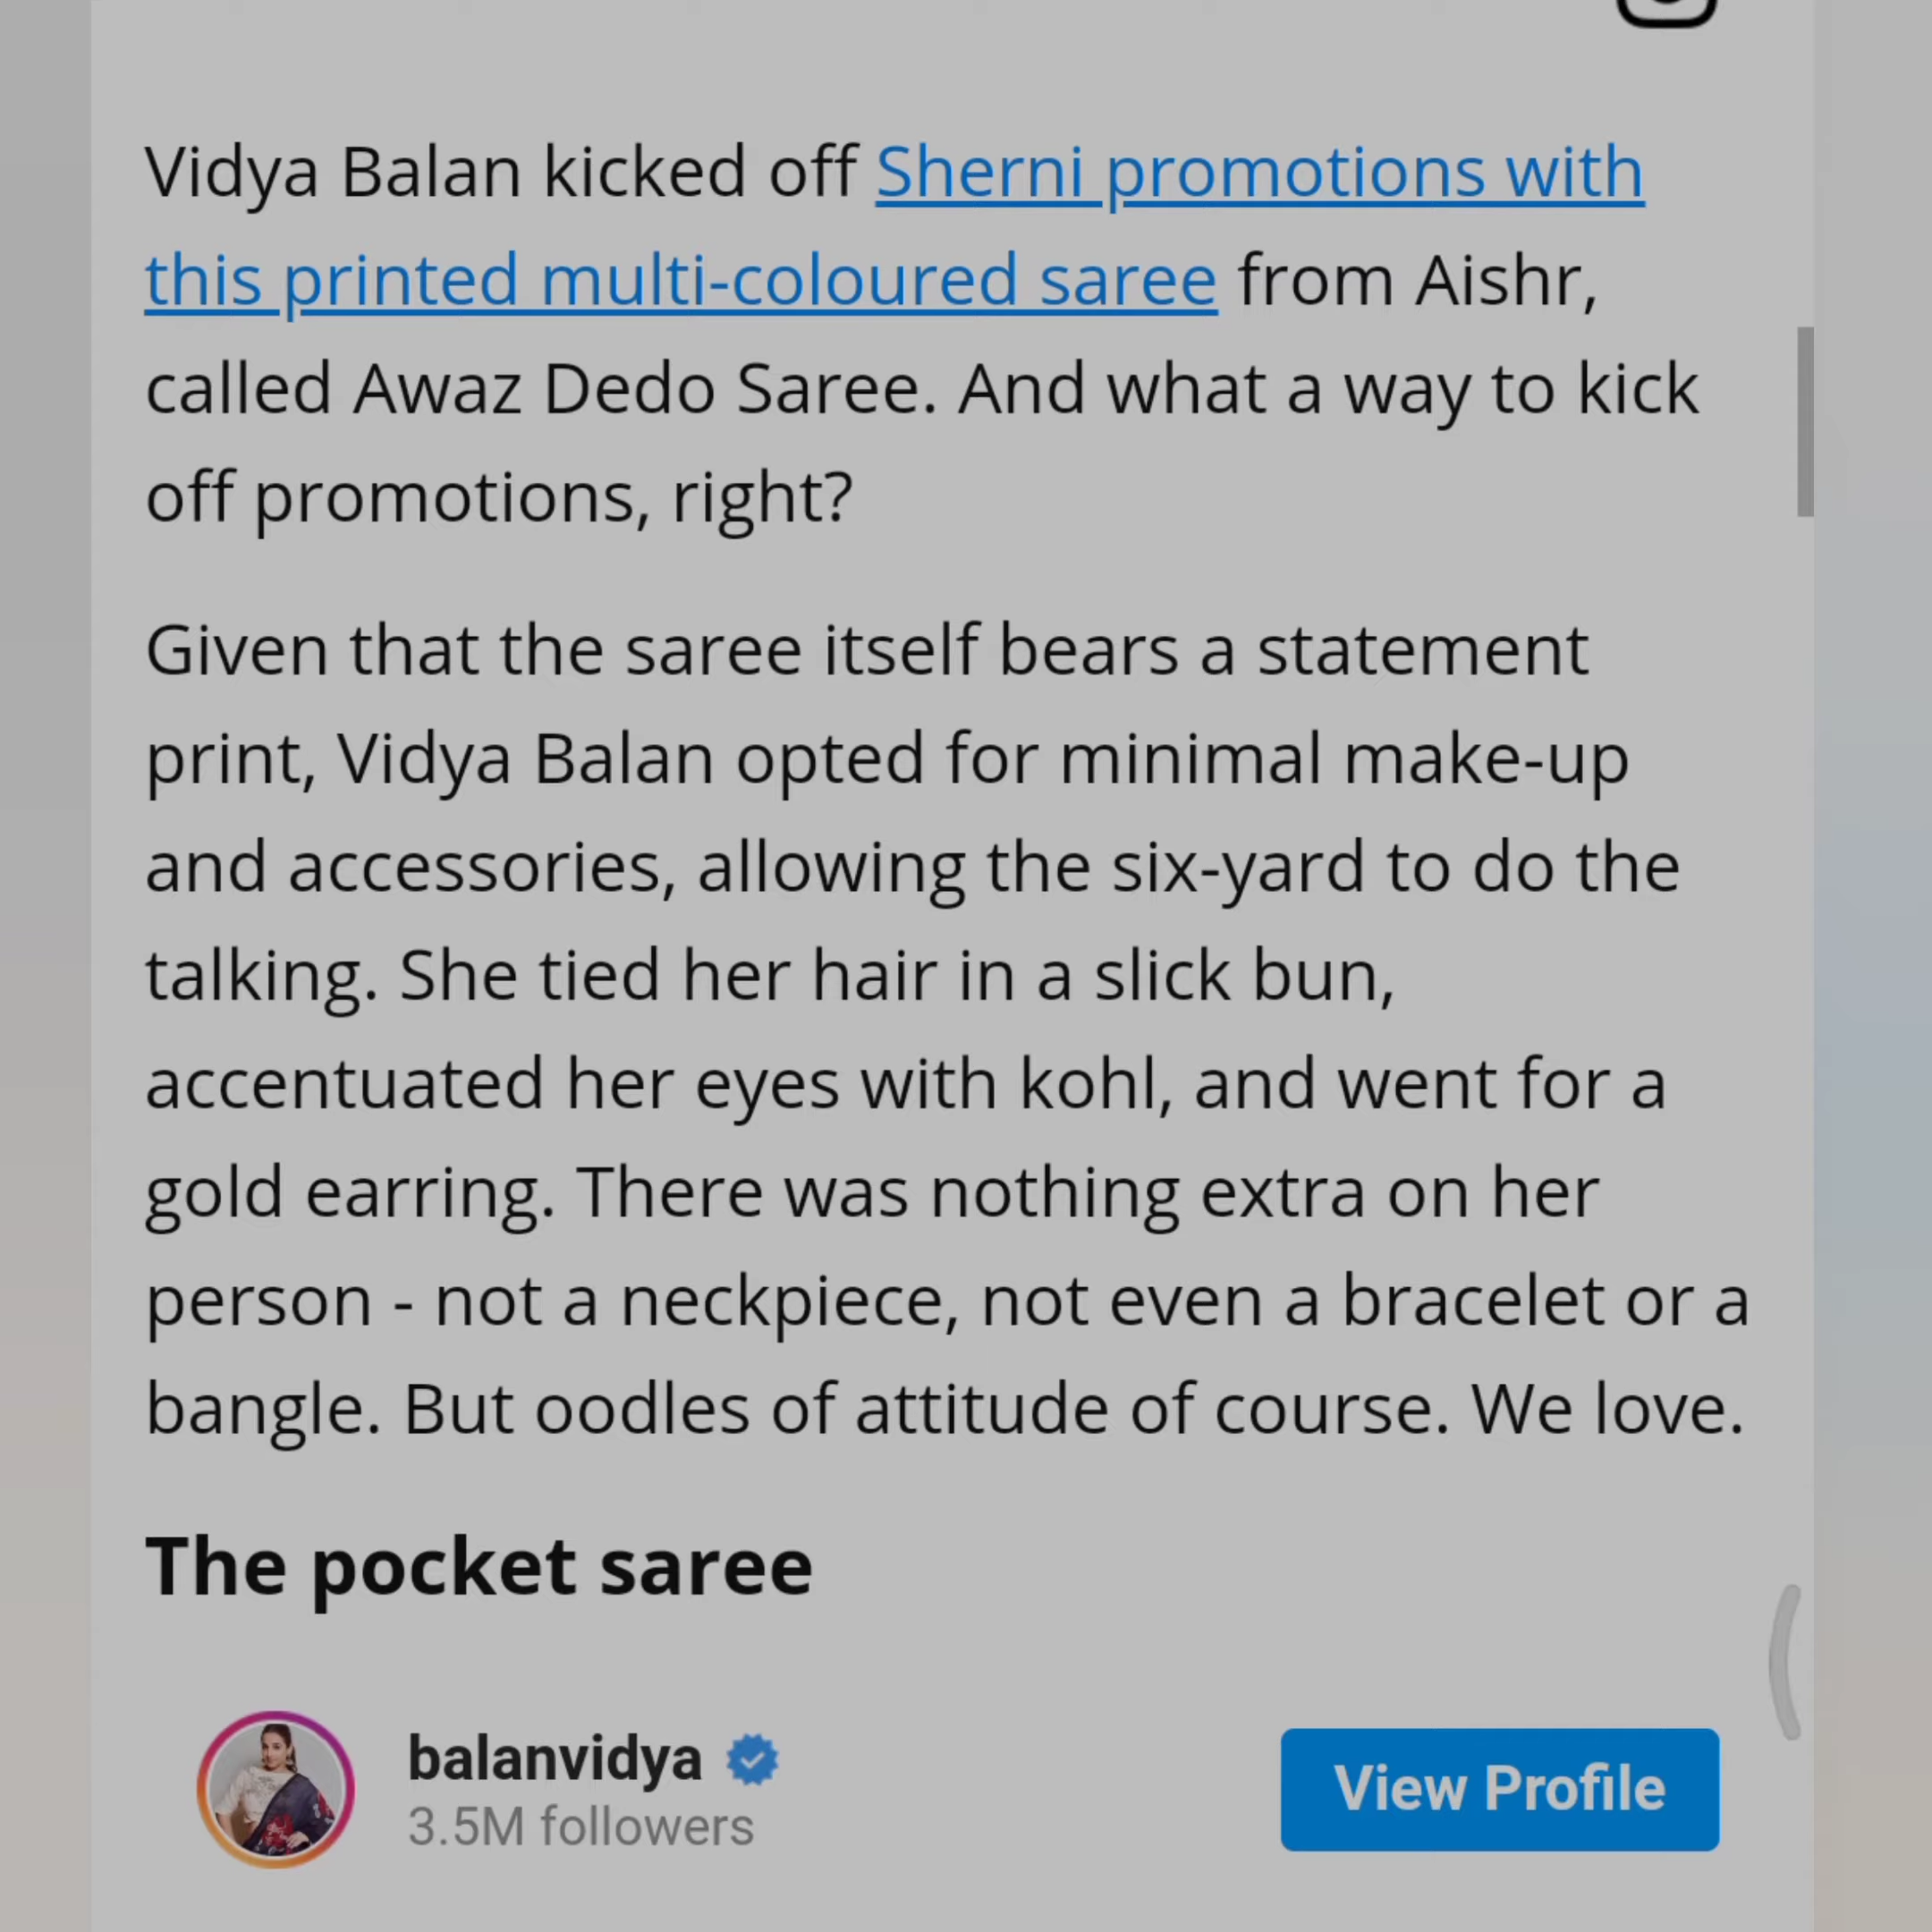 Vidya Balan kicked off Sherni promotions with
this printed multi-coloured saree from Aishr,
called Awaz Dedo Saree. And what a way to kick
off promotions, right?
Given that the saree itself bears a statement
print, Vidya Balan opted for minimal make-up
and accessories, allowing the six-yard to do the
talking. She tied her hair in a slick bun,
accentuated her eyes with kohl, and went for a
gold earring. There was nothing extra on her
person - not a neckpiece, not even a bracelet or a
bangle. But oodles of attitude of course. We love.
The pocket saree
balanvidya
3.5M followers
View Profile